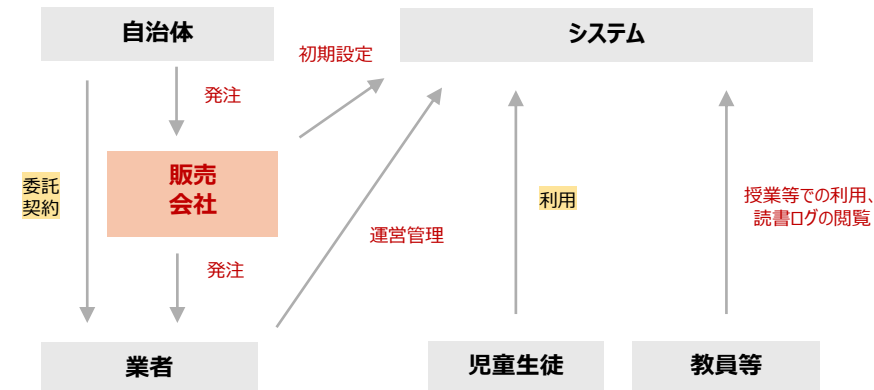 自治体
システム
初期設定
発注
販売
会社
委託
契約
利用
授業等での利用、
読書ログの閲覧
運営管理
発注
業者
児童生徒
教員等